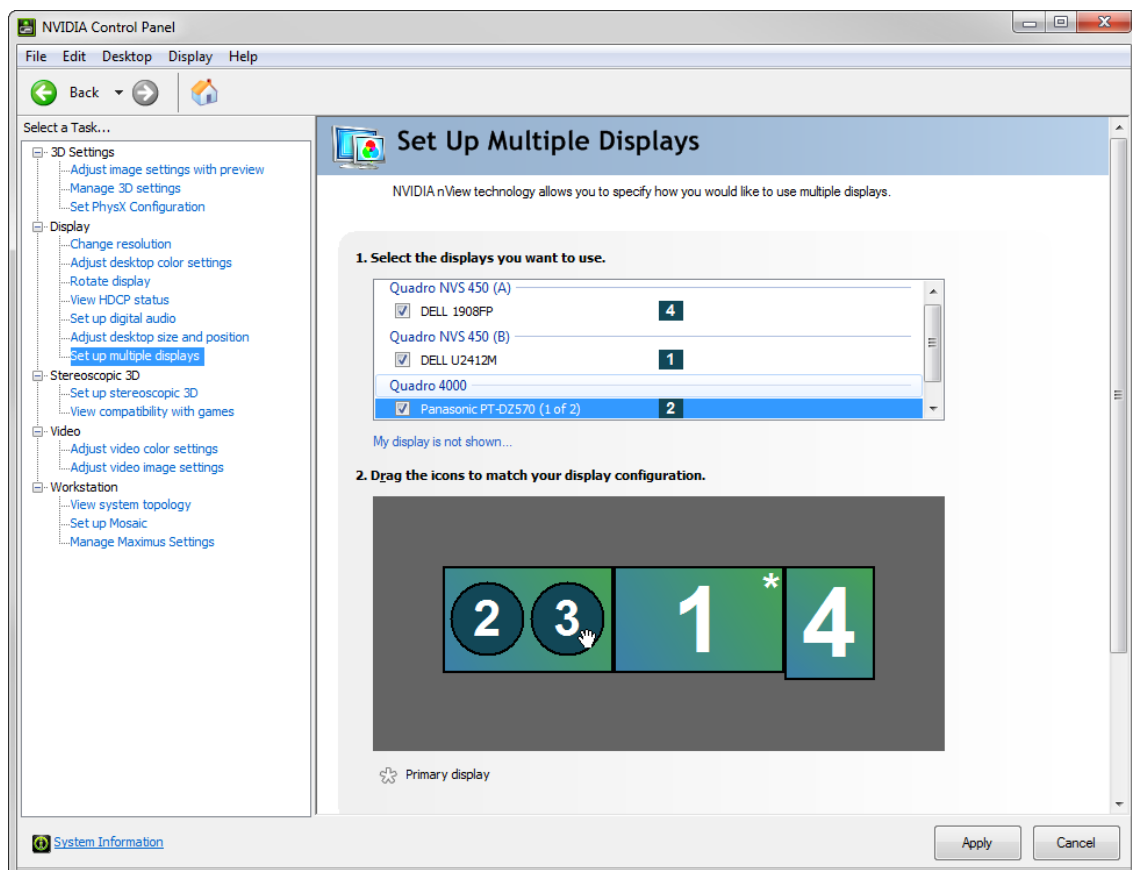 NVIDIA Control Panel
File Edit Desktop Display Help
Back
Select a Task...
3D Settings
Adjust image settings with preview
Manage 3D settings
Set PhysX Configuration
Display
Change resolution
Adjust desktop color settings
Rotate display
View HDCP status
Set up digital audio
Adjust desktop size and position
Set up multiple displays
Stereoscopic 3D
Set up stereoscopic 3D
View compatibility with games
Video
Adjust video color settings
Adjust video image settings
Workstation
View system topology
Set up Mosaic
Manage Maximus Settings
Set Up Multiple Displays
NVIDIA nView technology allows you to specify how you would like to use multiple displays.
1. Select the displays you want to use.
Quadro NVS 450 (A)
DELL 1908FP 4
Quadro NVS 450 (B)
DELL U2412M 1
Quadro 4000
Panasonic PT-DZ570 (1 of 2) 2
My display is not shown...
2. Drag the icons to match your display configuration.
2 3 1 * 4
Primary display
System Information
Apply Cancel